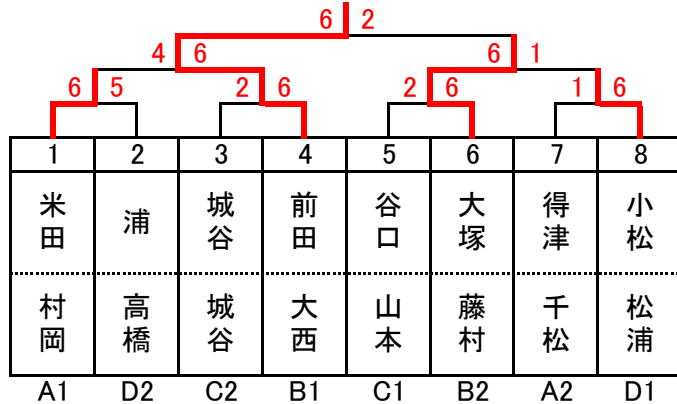 6 2
4 6 6 1
6 5 2 6 2 6 1 6
1 2 3 4 5 6 7 8
米田 浦 城谷 前田 谷口 大塚 得津 小松
村岡 高橋 城谷 大西 山本 藤村 千松 松浦
A1 D2 C2 B1 C1 B2 A2 D1